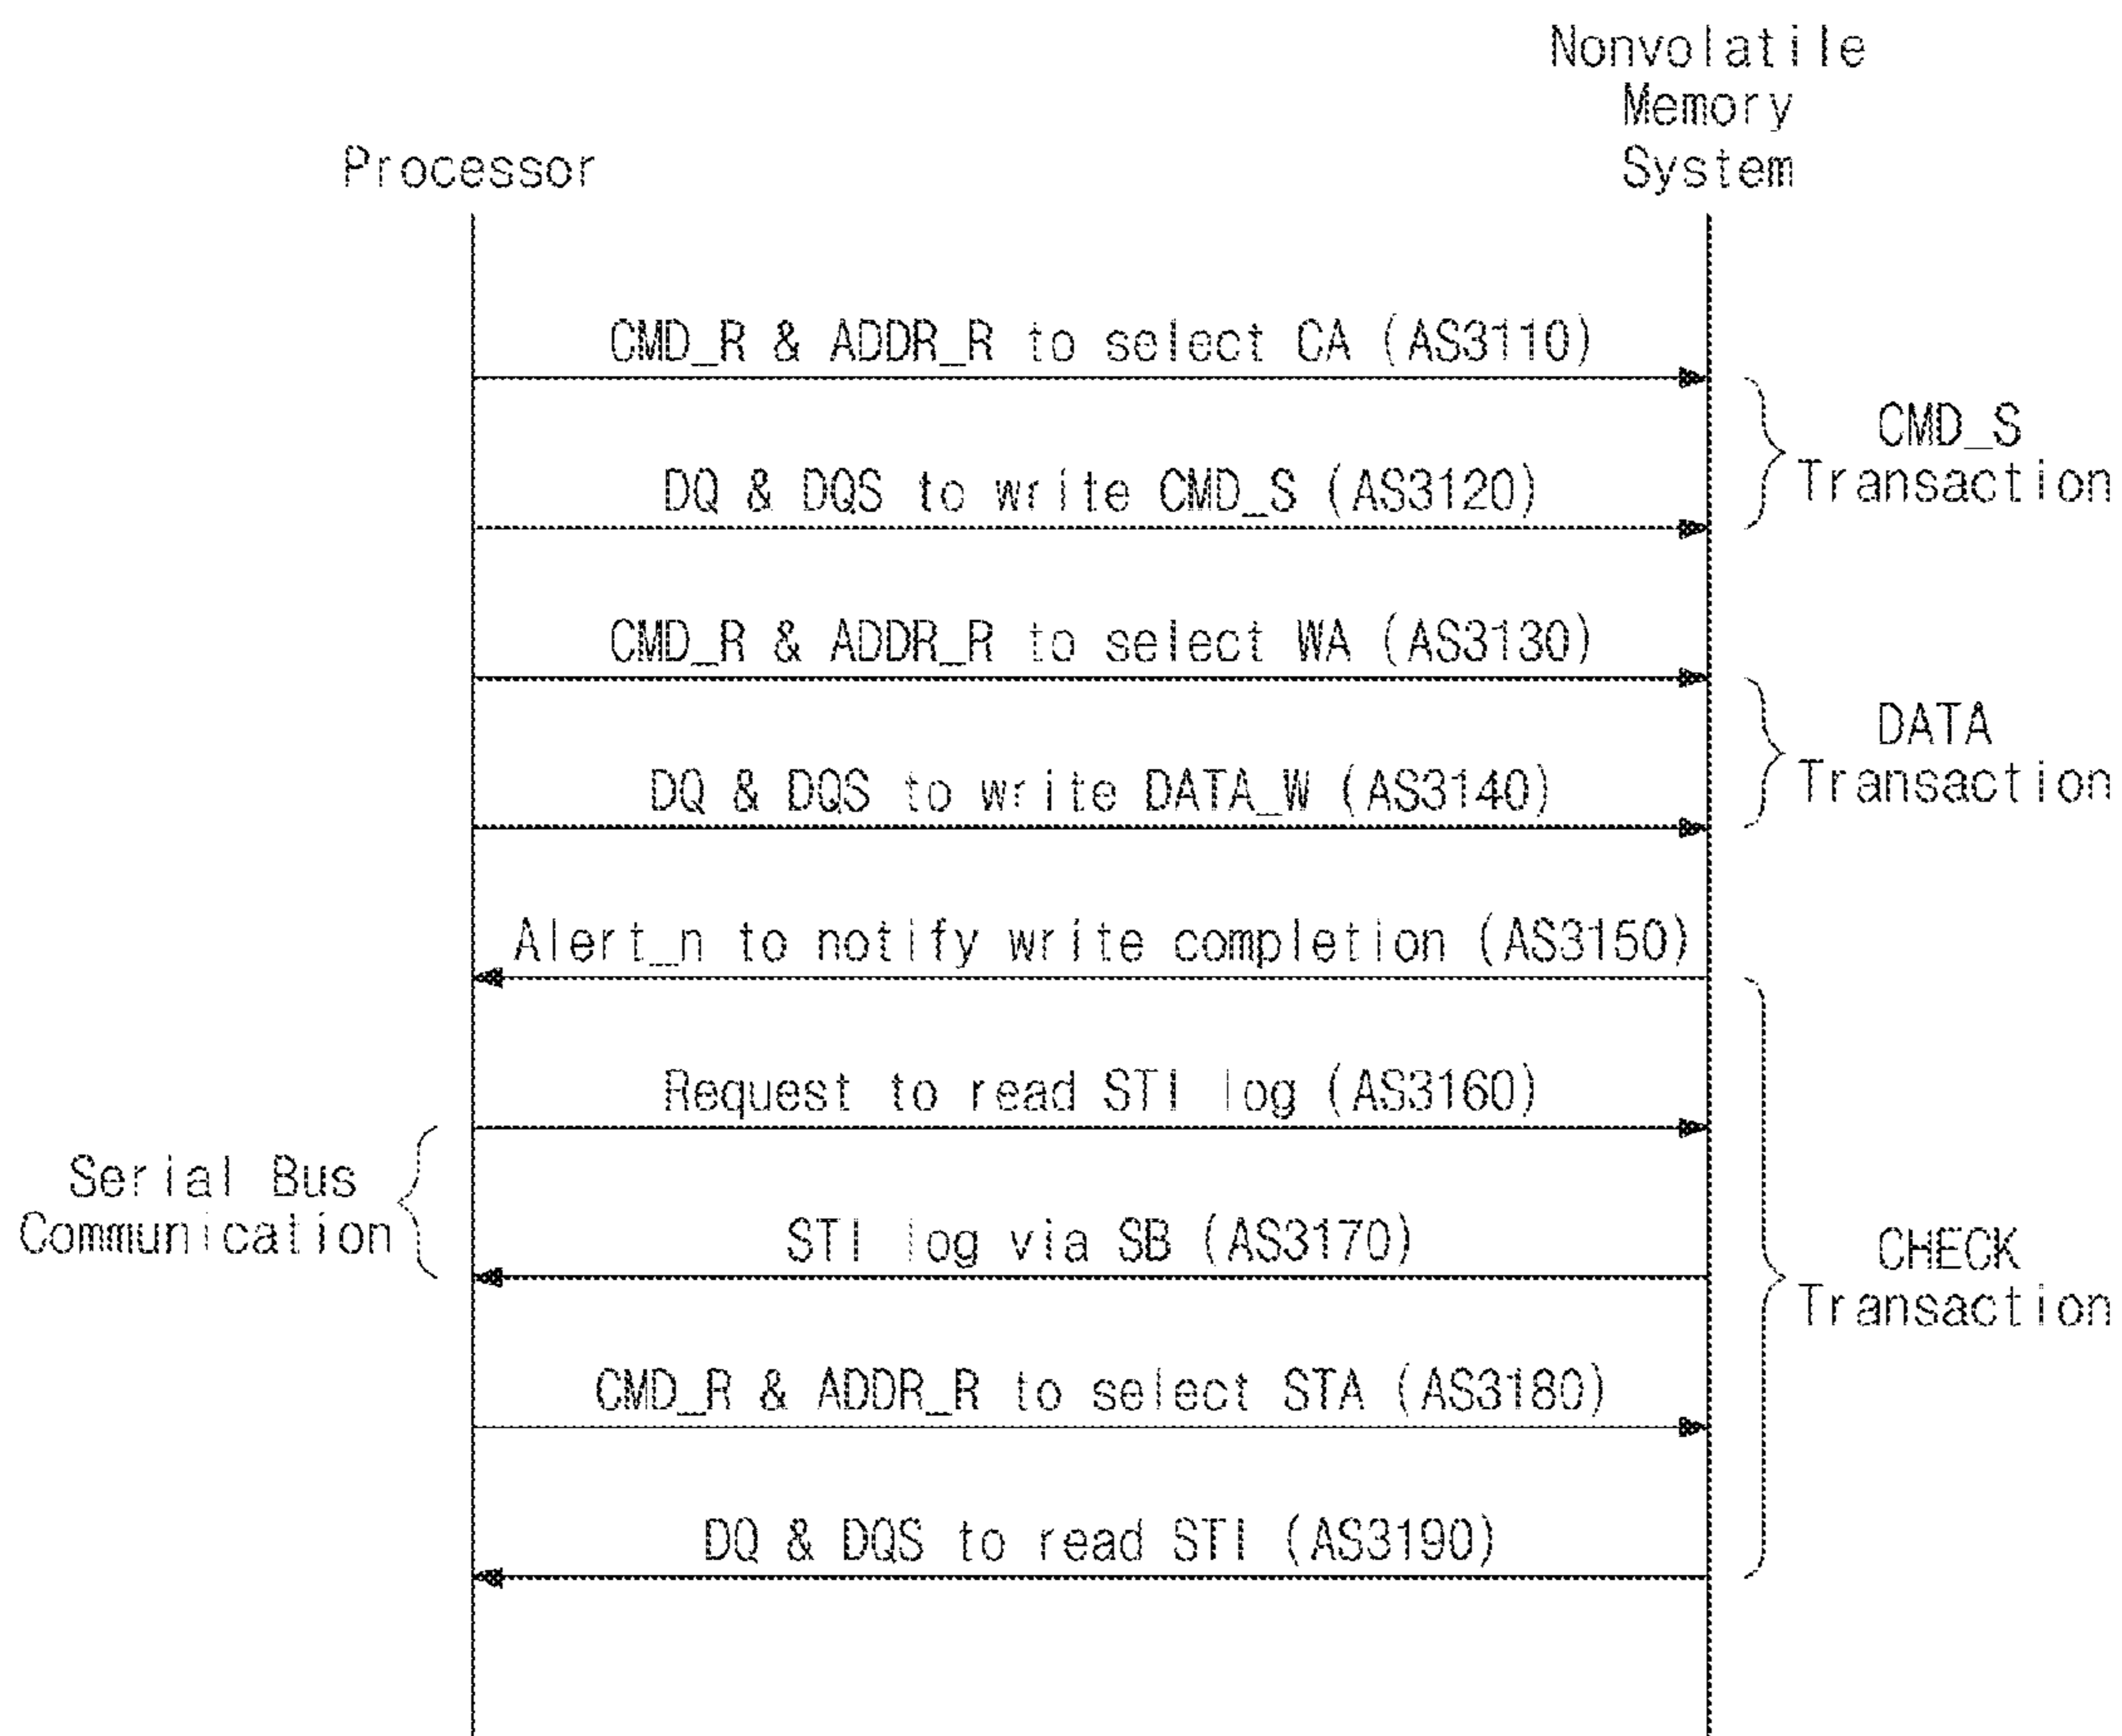 Nonvolatile
Memory
System
Processor
CMD_R & ADDR_R to select CA (AS3110)
CMD_S
Transaction
DQ & DQS to write CMD_S (AS3120)
CMD_R & ADDR_R to select WA (AS3130)
DATA
Transaction
DQ & DQS to write DATA_W (AS3140)
Alert_n to notify write completion (AS3150)
Request to read STI log (AS3160)
Serial Bus
Communication
STI log via SB (AS3170)
CHECK
Transaction
CMD_R & ADDR_R to select STA (AS3180)
DQ & DQS to read STI (AS3190)